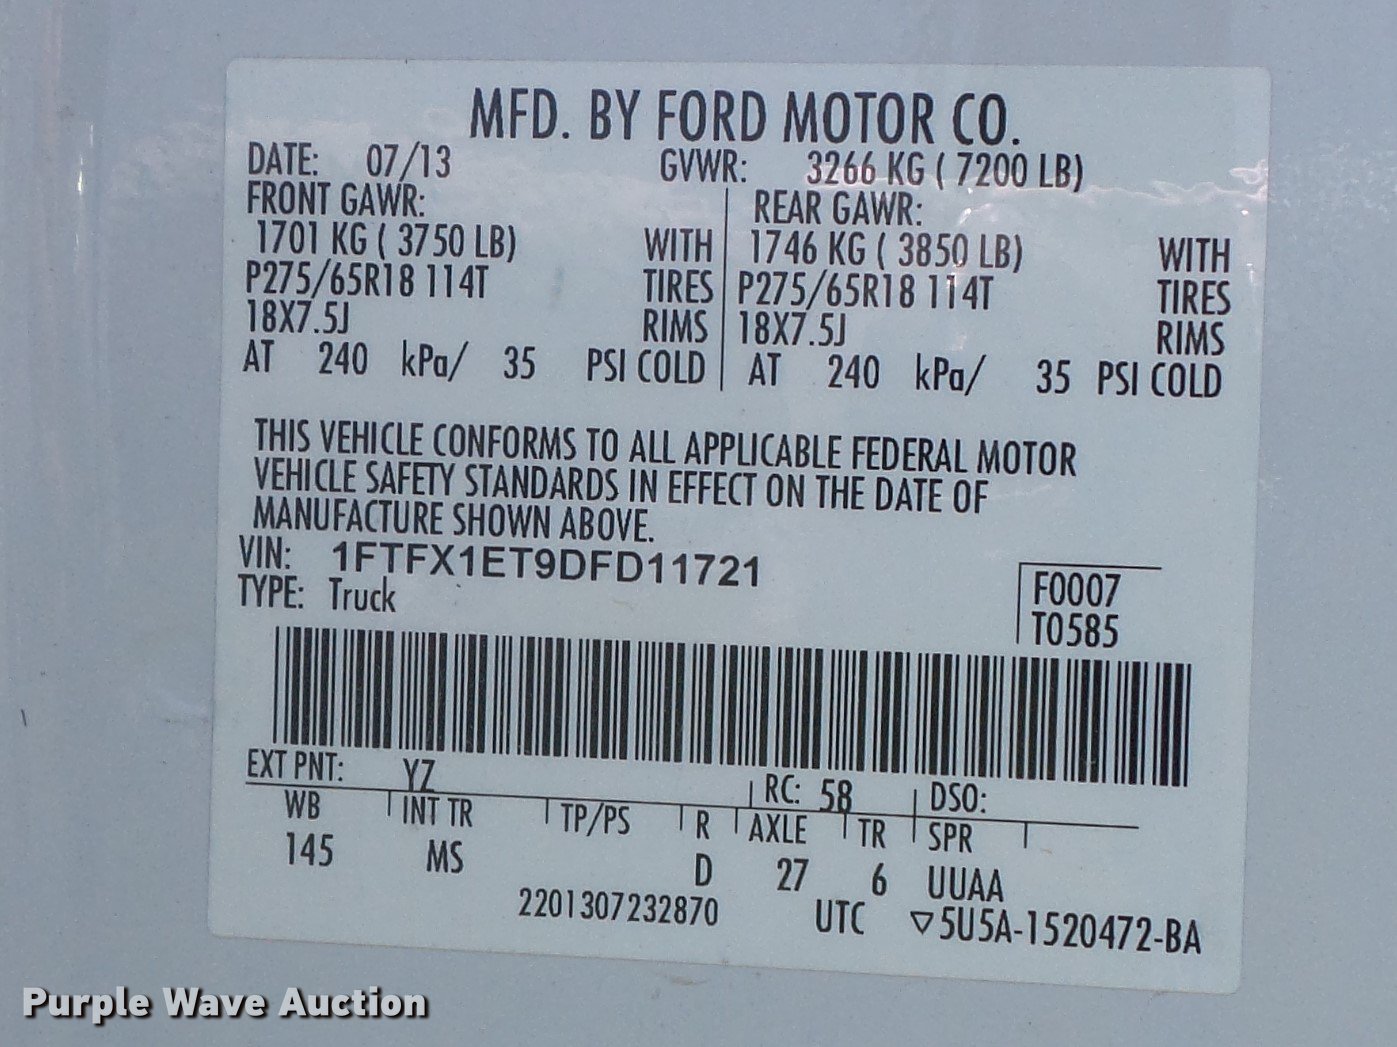 MFD. BY FORD MOTOR CO.
DATE: 07/13 GVWR: 3266 KG ( 7200 LB)
FRONT GAWR: REAR GAWR:
1701 KG ( 3750 LB) WITH 1746 KG ( 3850 LB) WITH
P275/65R18 114T TIRES P275/65R18 114T TIRES
18X7.5J RIMS 18X7.5J RIMS
AT 240 kPa/ 35 PSI COLD AT 240 kPa/ 35 PSI COLD
THIS VEHICLE CONFORMS TO ALL APPLICABLE FEDERAL MOTOR
VEHICLE SAFETY STANDARDS IN EFFECT ON THE DATE OF
MANUFACTURE SHOWN ABOVE.
VIN: 1FTFX1ET9DFD11721
TYPE: Truck
F0007
T0585
EXT PNT: YZ RC: 58 DSO:
WB INT TR TP/PS R AXLE TR SPR
145 MS D 27 6 UUAA
2201307232870 UTC ▽5U5A-1520472-BA
Purple Wave Auction